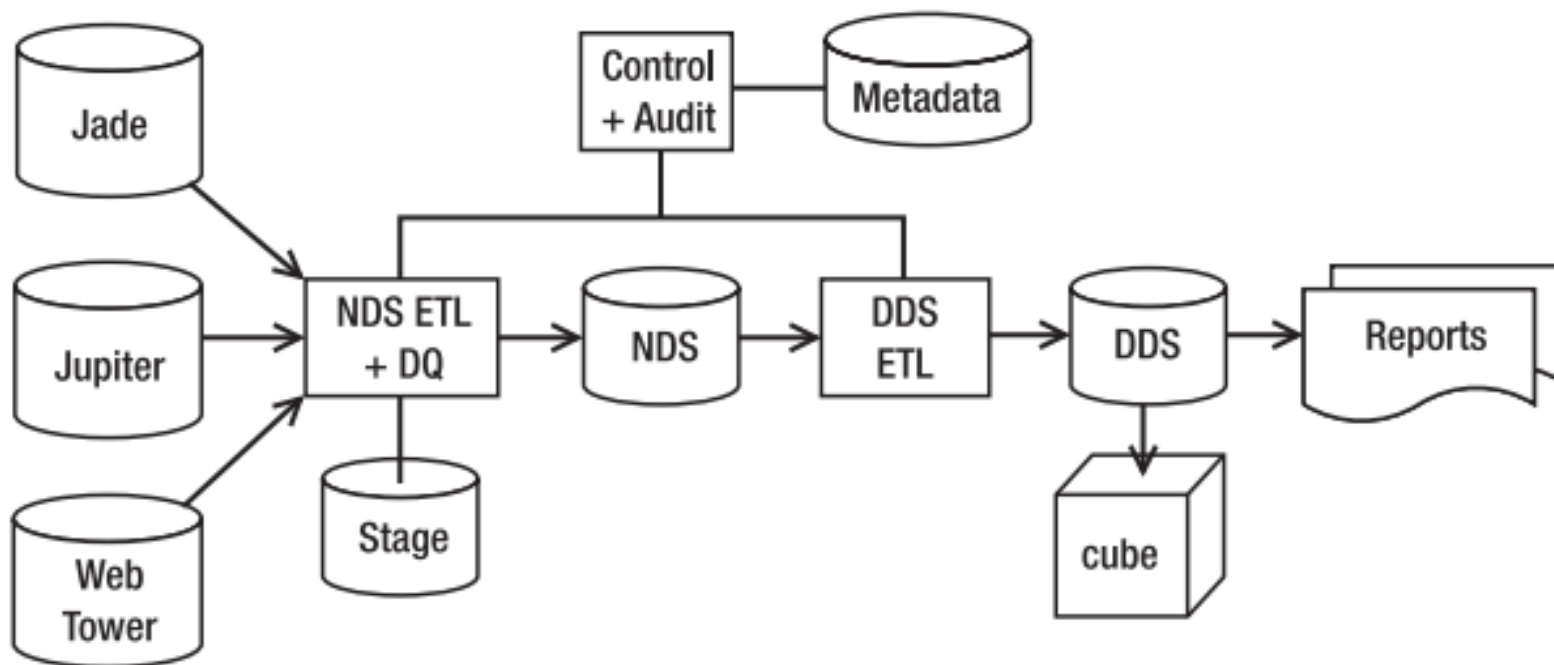 Jade
Control
+ Audit
Metadata
Jupiter
NDS ETL
+ DQ
NDS
DDS
ETL
DDS
Reports
Web
Tower
Stage
cube